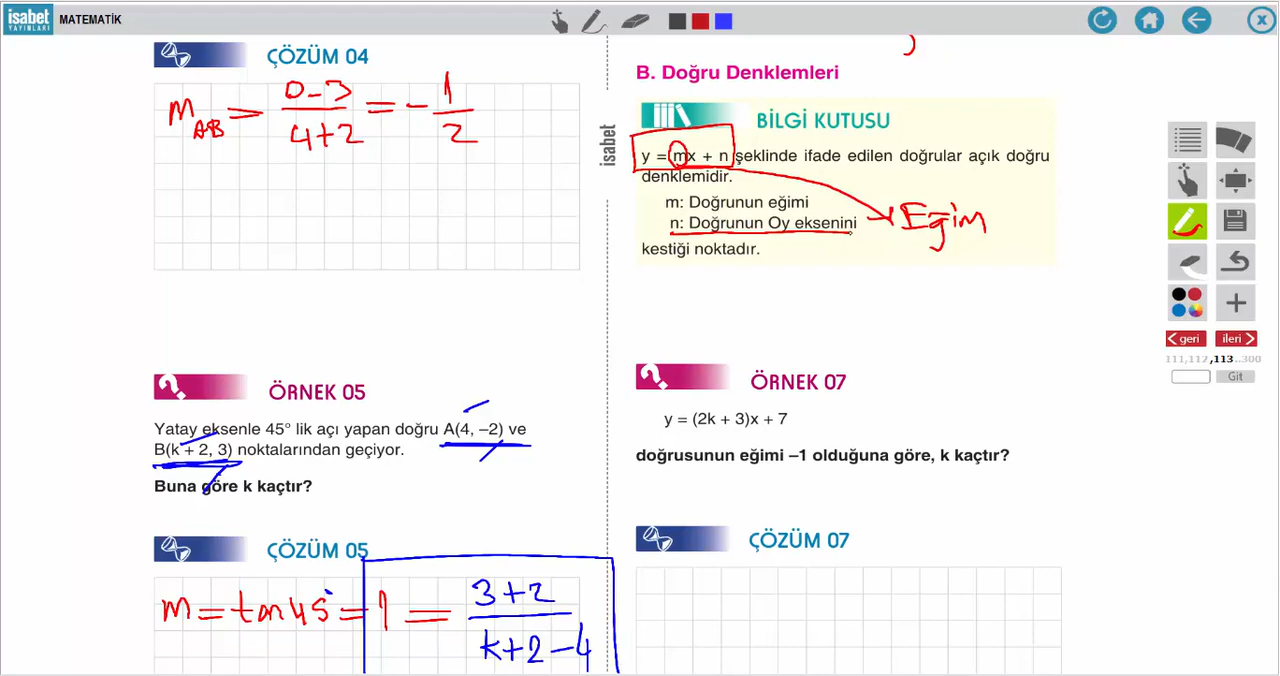 isabet
YAYINLARI
MATEMATİK
ÇÖZÜM 04
m AB = 0-3 / 4+2 = - 1/2
ÖRNEK 05
Yatay eksenle 45° lik açı yapan doğru A(4, –2) ve
B(k + 2, 3) noktalarından geçiyor.
Buna göre k kaçtır?
ÇÖZÜM 05
m = tan 45° = 1 = 3+2 / k+2-4
isabet
B. Doğru Denklemleri
BİLGİ KUTUSU
y = mx + n şeklinde ifade edilen doğrular açık doğru
denklemidir.
m: Doğrunun eğimi
n: Doğrunun Oy eksenini
kestiği noktadır.
Eğim
ÖRNEK 07
y = (2k + 3)x + 7
doğrusunun eğimi –1 olduğuna göre, k kaçtır?
ÇÖZÜM 07
geri
ileri
111,112,113..300
Git